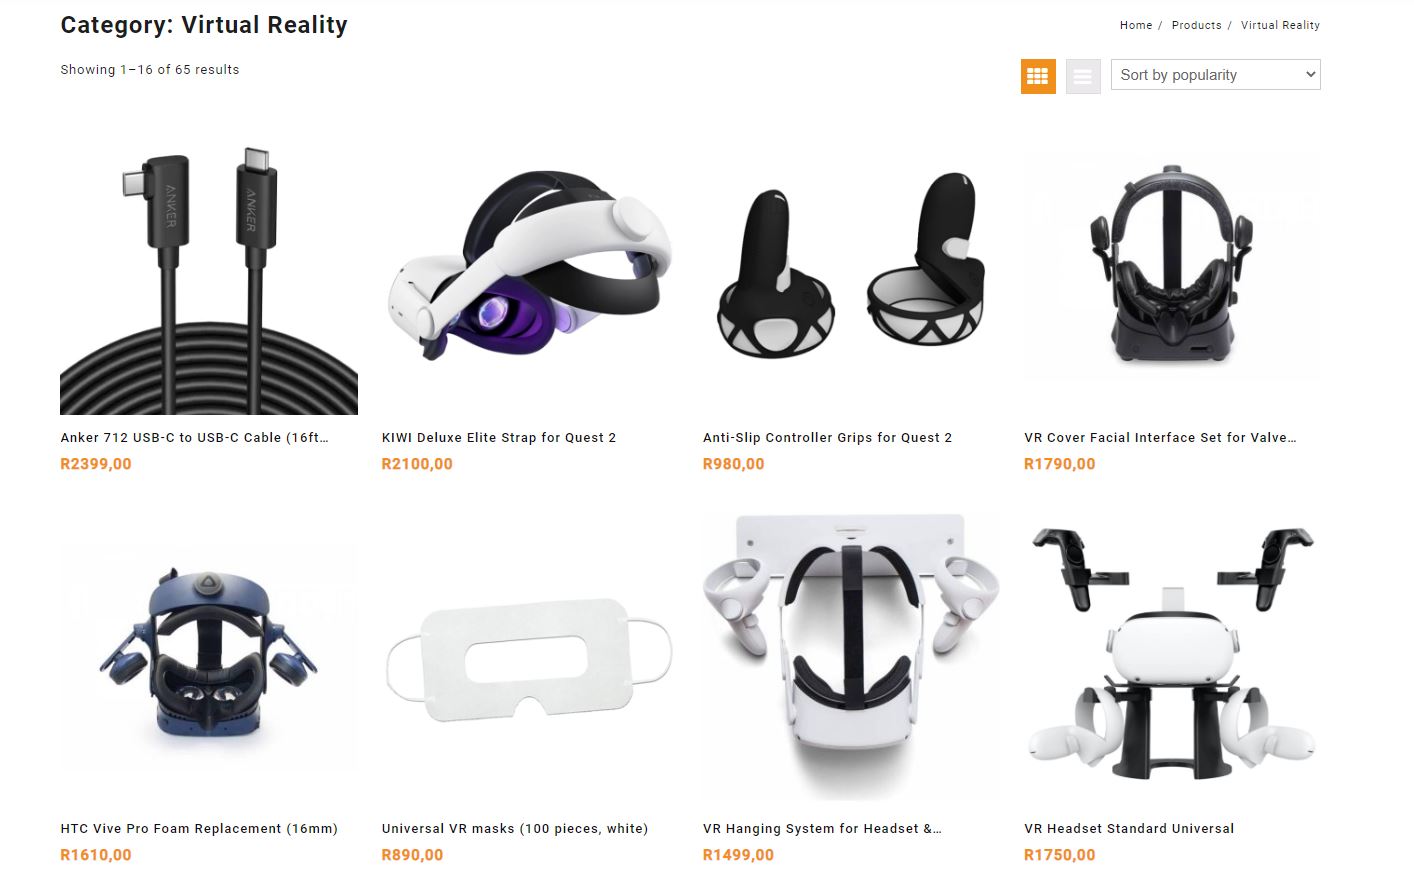 Category: Virtual Reality
Home / Products / Virtual Reality
Showing 1–16 of 65 results
Sort by popularity
ANKER
ANKER
Anker 712 USB-C to USB-C Cable (16ft…
R2399,00
KIWI Deluxe Elite Strap for Quest 2
R2100,00
Anti-Slip Controller Grips for Quest 2
R980,00
VR Cover Facial Interface Set for Valve…
R1790,00
HTC Vive Pro Foam Replacement (16mm)
R1610,00
Universal VR masks (100 pieces, white)
R890,00
VR Hanging System for Headset &…
R1499,00
VR Headset Standard Universal
R1750,00